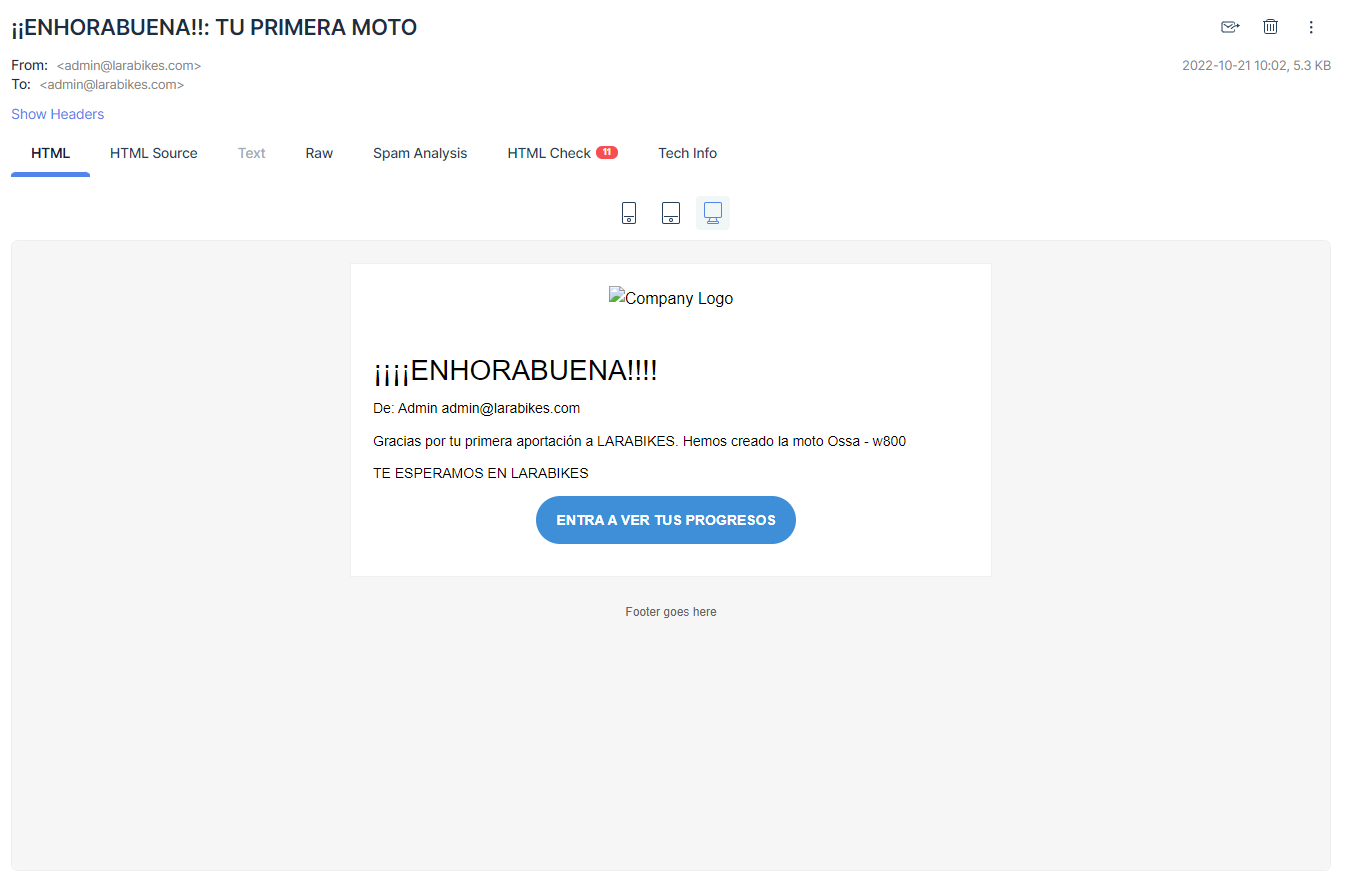 ¡¡ENHORABUENA!!: TU PRIMERA MOTO
From: <admin@larabikes.com>
2022-10-21 10:02, 5.3 KB
To: <admin@larabikes.com>
Show Headers
HTML HTML Source Text Raw Spam Analysis HTML Check 11 Tech Info
Company Logo
¡¡¡¡ENHORABUENA!!!!
De: Admin admin@larabikes.com
Gracias por tu primera aportación a LARABIKES. Hemos creado la moto Ossa - w800
TE ESPERAMOS EN LARABIKES
ENTRA A VER TUS PROGRESOS
Footer goes here